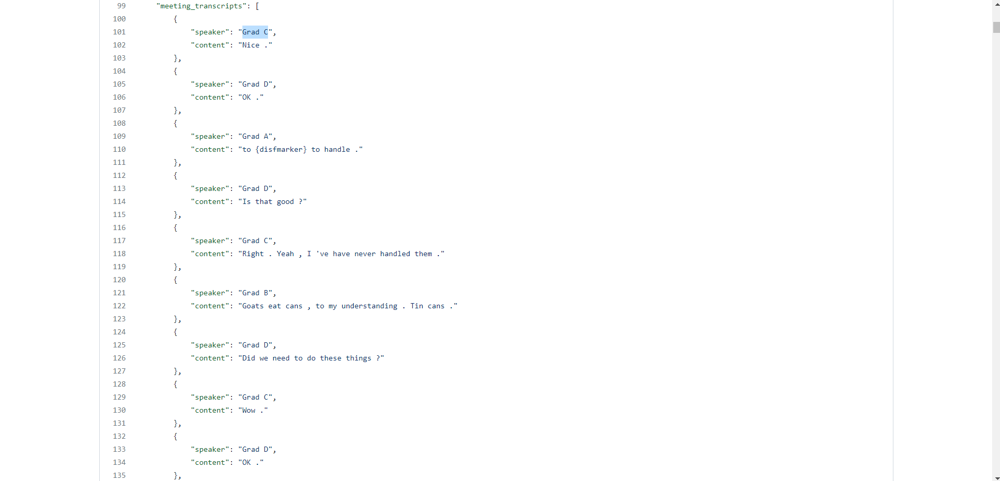 99 "meeting_transcripts": [
100 {
101 "speaker": "Grad C",
102 "content": "Nice ."
103 },
104 {
105 "speaker": "Grad D",
106 "content": "OK ."
107 },
108 {
109 "speaker": "Grad A",
110 "content": "to {disfmarker} to handle ."
111 },
112 {
113 "speaker": "Grad D",
114 "content": "Is that good ?"
115 },
116 {
117 "speaker": "Grad C",
118 "content": "Right . Yeah , I 've have never handled them ."
119 },
120 {
121 "speaker": "Grad B",
122 "content": "Goats eat cans , to my understanding . Tin cans ."
123 },
124 {
125 "speaker": "Grad D",
126 "content": "Did we need to do these things ?"
127 },
128 {
129 "speaker": "Grad C",
130 "content": "Wow ."
131 },
132 {
133 "speaker": "Grad D",
134 "content": "OK ."
135 },